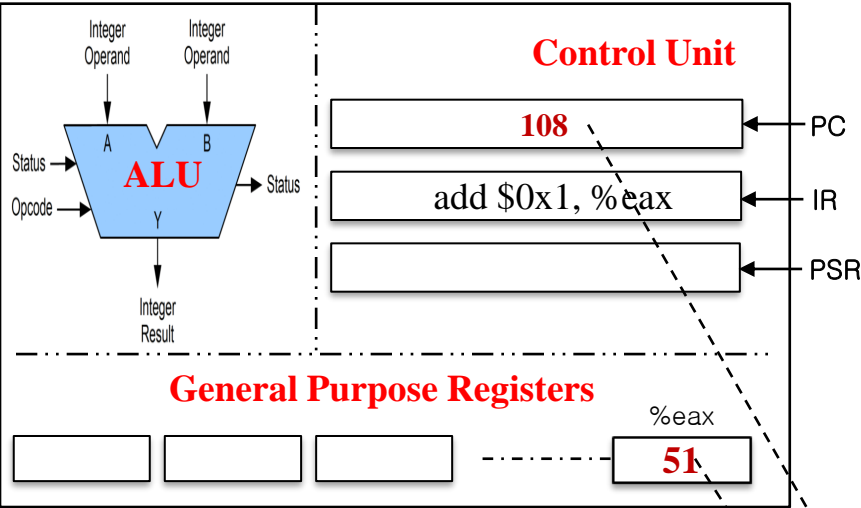 Integer
Operand
Integer
Operand
A
B
Status
ALU
Status
Opcode
Y
Integer
Result
Control Unit
108
PC
add $0x1, %eax
IR
PSR
General Purpose Registers
%eax
51